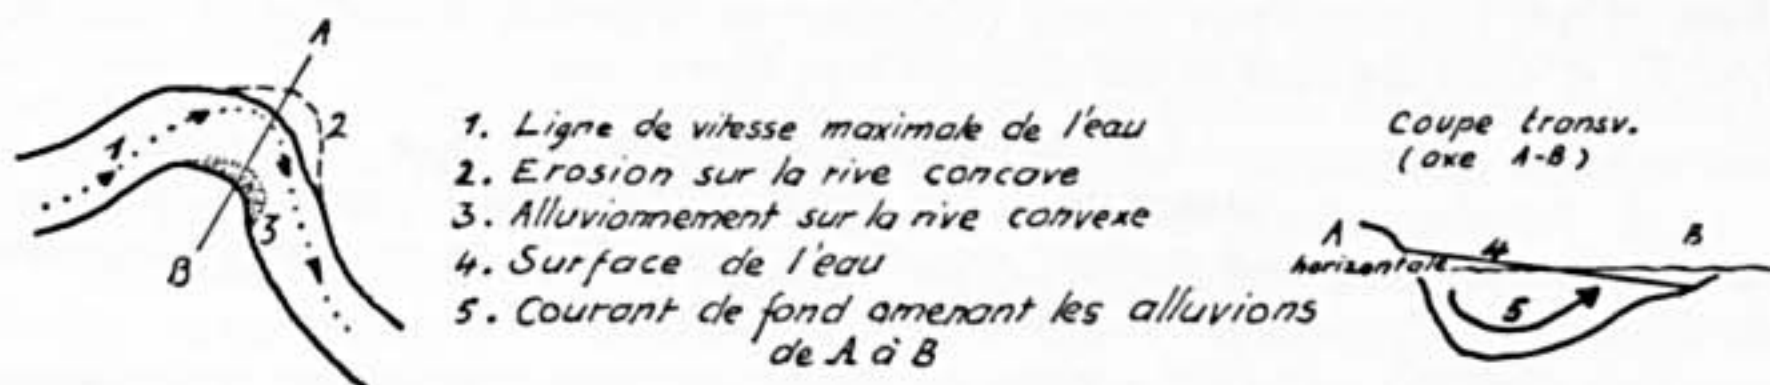 A
1
2
3
B
1. Ligne de vitesse maximale de l'eau
2. Erosion sur la rive concave
3. Alluvionnement sur la rive convexe
4. Surface de l'eau
5. Courant de fond amenant les alluvions
de A à B
Coupe transv.
(axe A-B)
A
4
B
horizontale
5